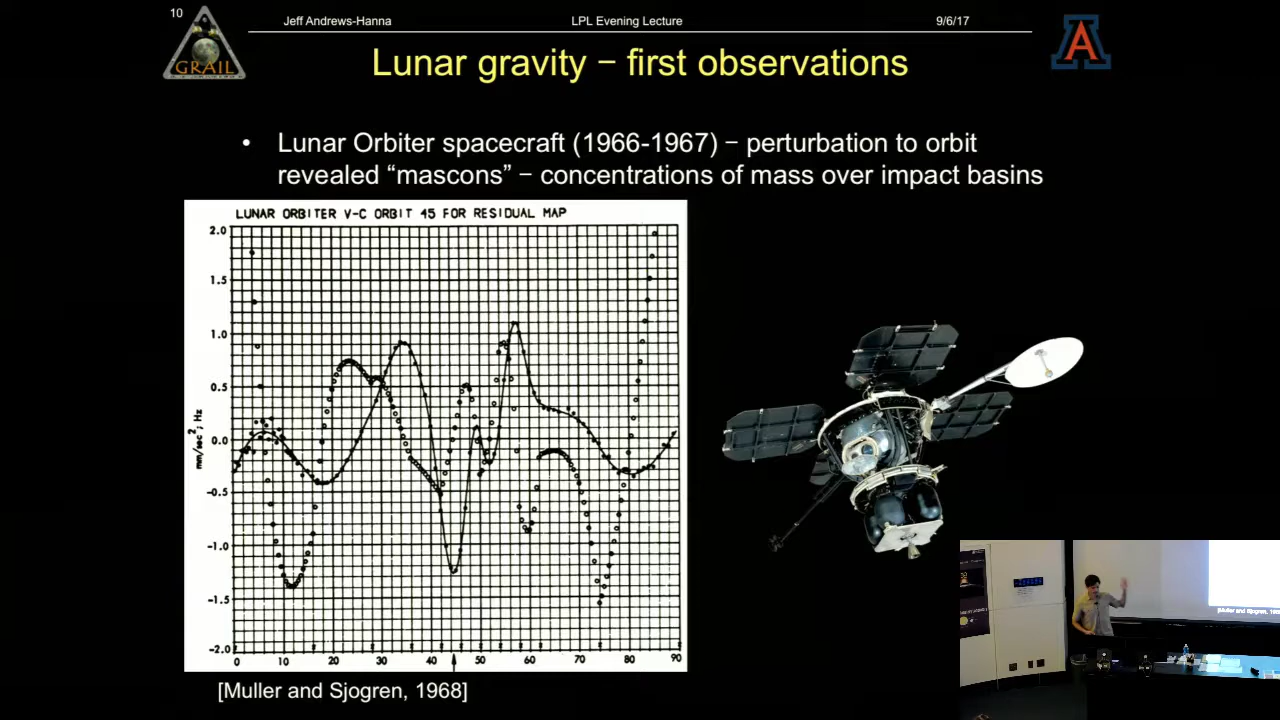 10
Jeff Andrews-Hanna
LPL Evening Lecture
9/6/17
GRAIL
A
Lunar gravity − first observations
• Lunar Orbiter spacecraft (1966-1967) − perturbation to orbit
revealed “mascons” − concentrations of mass over impact basins
LUNAR ORBITER V-C ORBIT 45 FOR RESIDUAL MAP
2.0
1.5
1.0
0.5
0.0
−0.5
−1.0
−1.5
−2.0
mm/sec²; Hz
0 10 20 30 40 50 60 70 80 90
[Muller and Sjogren, 1968]